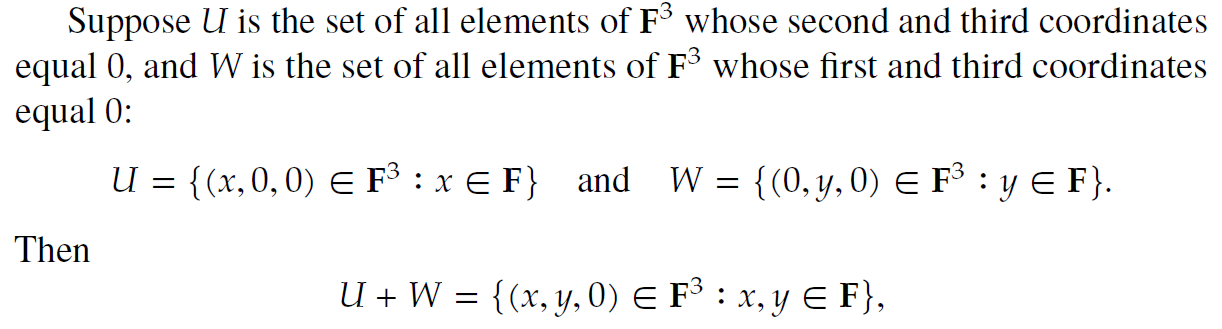 Suppose U is the set of all elements of F³ whose second and third coordinates
equal 0, and W is the set of all elements of F³ whose first and third coordinates
equal 0:
U = {(x, 0, 0) ∈ F³ : x ∈ F} and W = {(0, y, 0) ∈ F³ : y ∈ F}.
Then
U + W = {(x, y, 0) ∈ F³ : x, y ∈ F},